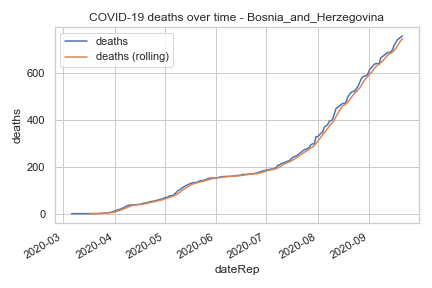 COVID-19 deaths over time - Bosnia_and_Herzegovina
deaths
deaths (rolling)
deaths
600
400
200
0
2020-03
2020-04
2020-05
2020-06
2020-07
2020-08
2020-09
dateRep